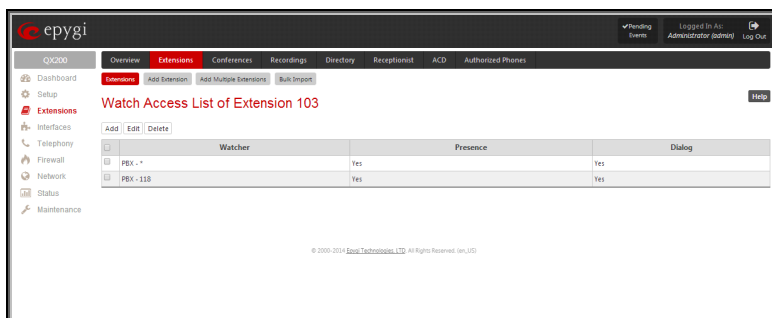 epygi
Pending Events
Logged In As: Administrator (admin)
Log Out
QX200
Overview Extensions Conferences Recordings Directory Receptionist ACD Authorized Phones
Dashboard
Setup
Extensions
Interfaces
Telephony
Firewall
Network
Status
Maintenance
Extensions Add Extension Add Multiple Extensions Bulk Import
Watch Access List of Extension 103
Help
Add Edit Delete
Watcher Presence Dialog
PBX - * Yes Yes
PBX - 118 Yes Yes
© 2000-2014 Epygi Technologies, LTD. All Rights Reserved. (en_US)